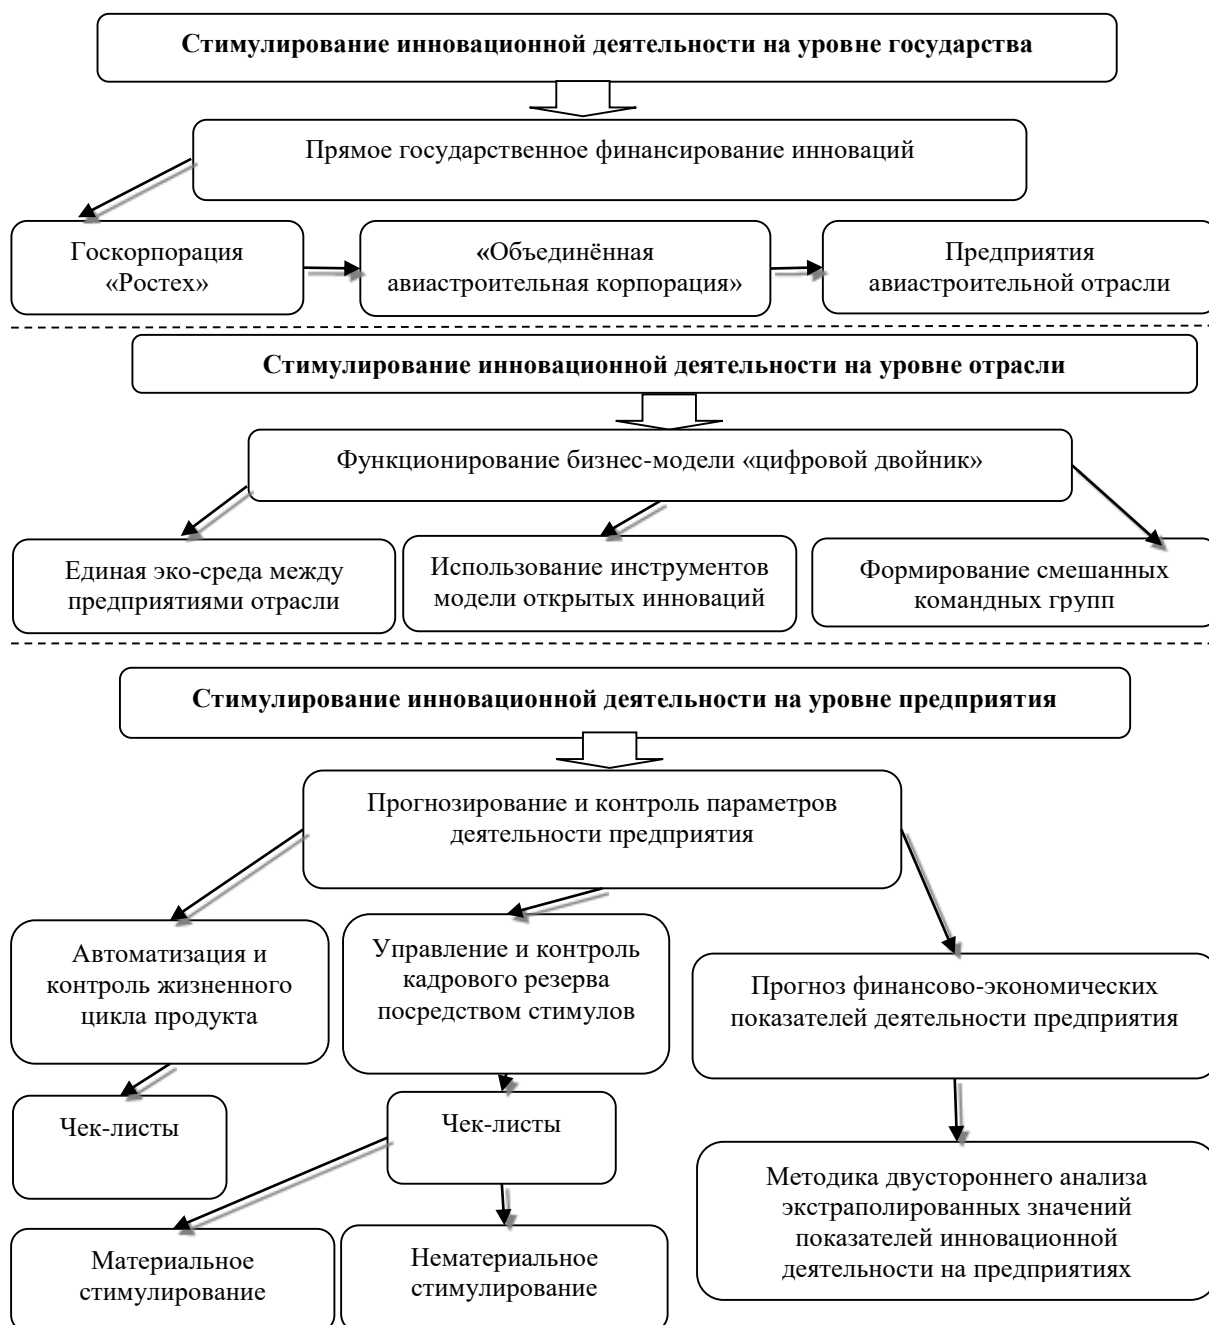 Стимулирование инновационной деятельности на уровне государства
Прямое государственное финансирование инноваций
Госкорпорация
«Ростех»
«Объединённая
авиастроительная корпорация»
Предприятия
авиастроительной отрасли
Стимулирование инновационной деятельности на уровне отрасли
Функционирование бизнес-модели «цифровой двойник»
Единая эко-среда между
предприятиями отрасли
Использование инструментов
модели открытых инноваций
Формирование смешанных
командных групп
Стимулирование инновационной деятельности на уровне предприятия
Прогнозирование и контроль параметров
деятельности предприятия
Автоматизация и
контроль жизненного
цикла продукта
Управление и контроль
кадрового резерва
посредством стимулов
Прогноз финансово-экономических
показателей деятельности предприятия
Чек-листы
Чек-листы
Методика двустороннего анализа
экстраполированных значений
показателей инновационной
деятельности на предприятиях
Материальное
стимулирование
Нематериальное
стимулирование